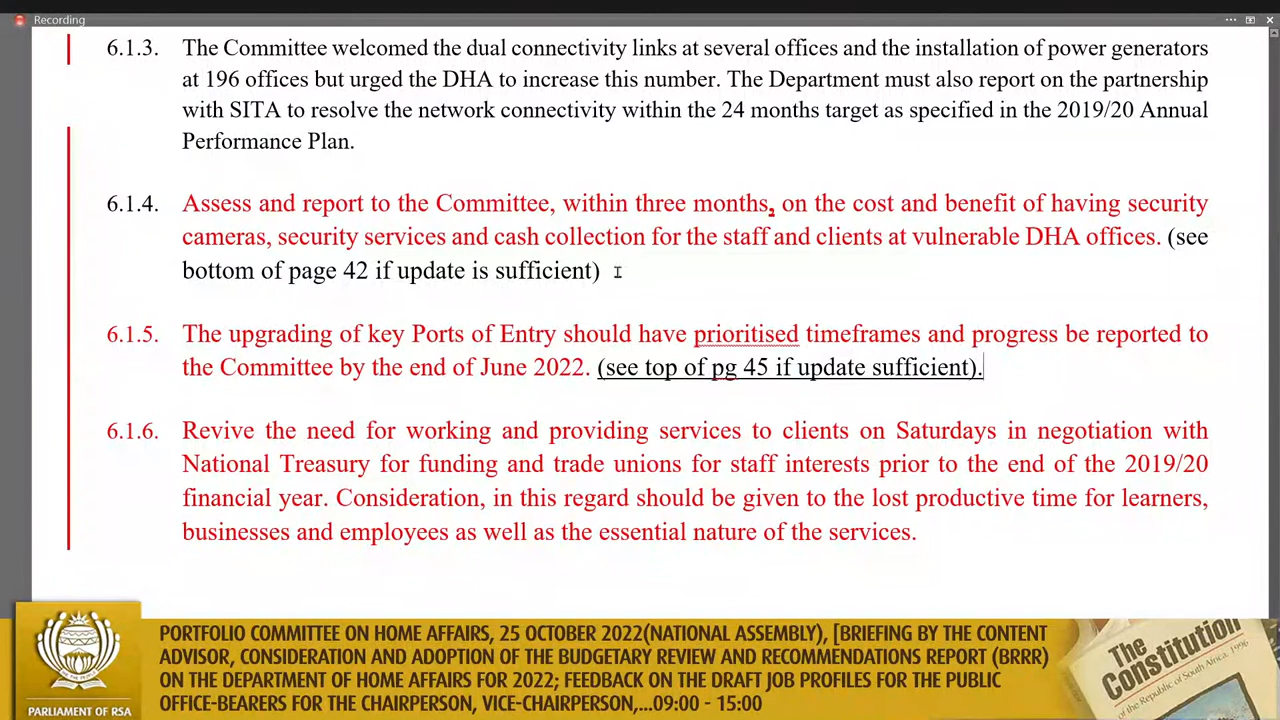 Recording
6.1.3. The Committee welcomed the dual connectivity links at several offices and the installation of power generators
at 196 offices but urged the DHA to increase this number. The Department must also report on the partnership
with SITA to resolve the network connectivity within the 24 months target as specified in the 2019/20 Annual
Performance Plan.
6.1.4. Assess and report to the Committee, within three months, on the cost and benefit of having security
cameras, security services and cash collection for the staff and clients at vulnerable DHA offices. (see
bottom of page 42 if update is sufficient)
6.1.5. The upgrading of key Ports of Entry should have prioritised timeframes and progress be reported to
the Committee by the end of June 2022. (see top of pg 45 if update sufficient).
6.1.6. Revive the need for working and providing services to clients on Saturdays in negotiation with
National Treasury for funding and trade unions for staff interests prior to the end of the 2019/20
financial year. Consideration, in this regard should be given to the lost productive time for learners,
businesses and employees as well as the essential nature of the services.
PORTFOLIO COMMITTEE ON HOME AFFAIRS, 25 OCTOBER 2022(NATIONAL ASSEMBLY), [BRIEFING BY THE CONTENT
ADVISOR, CONSIDERATION AND ADOPTION OF THE BUDGETARY REVIEW AND RECOMMENDATIONS REPORT (BRRR)
ON THE DEPARTMENT OF HOME AFFAIRS FOR 2022; FEEDBACK ON THE DRAFT JOB PROFILES FOR THE PUBLIC
OFFICE-BEARERS FOR THE CHAIRPERSON, VICE-CHAIRPERSON,...09:00 - 15:00
PARLIAMENT OF RSA
The
Constitution
of the Republic of South Africa, 1996